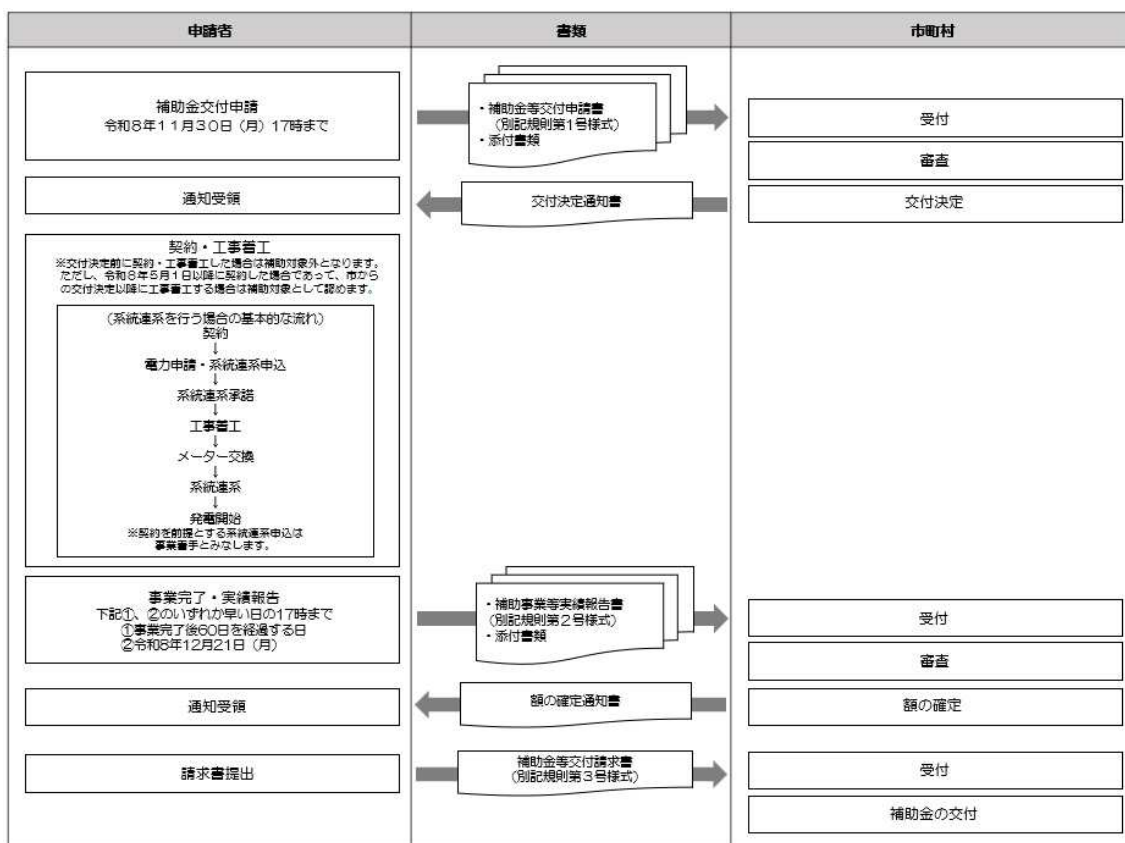 申請者
書類
市町村
補助金交付申請
令和8年11月30日（月）17時まで
・補助金等交付申請書
（別記規則第1号様式）
・添付書類
受付
審査
通知受領
交付決定通知書
交付決定
契約・工事着工
※交付決定前に契約・工事着工した場合は補助対象外となります。
ただし、令和8年5月1日以降に契約した場合であって、市から
の交付決定以降に工事着工する場合は補助対象として認めます。
（系統連系を行う場合の基本的な流れ）
契約
↓
電力申請・系統連系申込
↓
系統連系承諾
↓
工事着工
↓
メーター交換
↓
系統連系
↓
発電開始
※契約を前提とする系統連系申込は
事業着手とみなします。
事業完了・実績報告
下記①、②のいずれか早い日の17時まで
①事業完了後60日を経過する日
②令和8年12月21日（月）
・補助事業等実績報告書
（別記規則第2号様式）
・添付書類
受付
審査
通知受領
額の確定通知書
額の確定
請求書提出
補助金等交付請求書
（別記規則第3号様式）
受付
補助金の交付